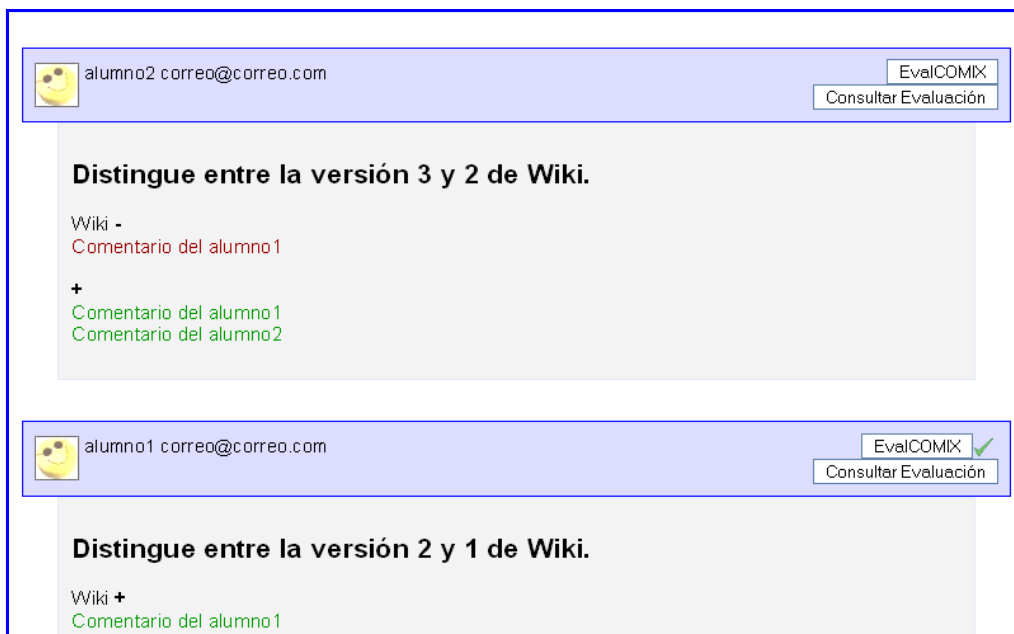 alumno2 correo@correo.com
EvalCOMIX
Consultar Evaluación
Distingue entre la versión 3 y 2 de Wiki.
Wiki -
Comentario del alumno1
+
Comentario del alumno1
Comentario del alumno2
alumno1 correo@correo.com
EvalCOMIX
Consultar Evaluación
Distingue entre la versión 2 y 1 de Wiki.
Wiki +
Comentario del alumno1